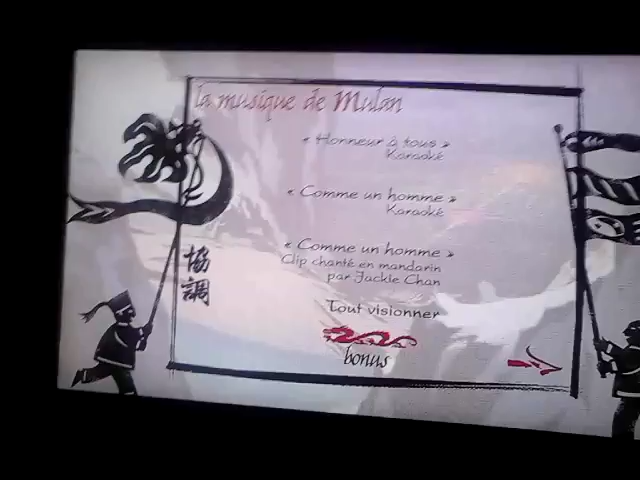 la musique de Mulan
« Honneur à tous »
Karaoké
« Comme un homme »
Karaoké
« Comme un homme »
Clip chanté en mandarin
par Jackie Chan
協
調
Tout visionner
bonus